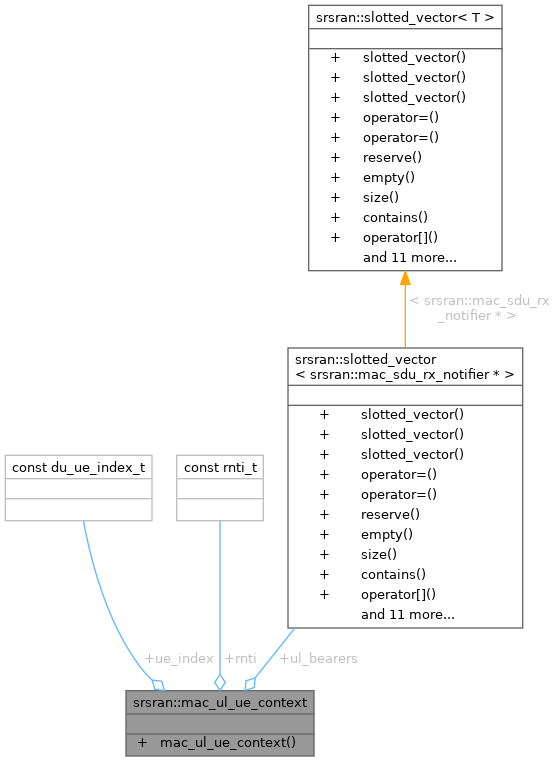 srsran::slotted_vector< T >
+ slotted_vector()
+ slotted_vector()
+ slotted_vector()
+ operator=()
+ operator=()
+ reserve()
+ empty()
+ size()
+ contains()
+ operator[]()
and 11 more...
< srsran::mac_sdu_rx
_notifier * >
srsran::slotted_vector
< srsran::mac_sdu_rx_notifier * >
+ slotted_vector()
+ slotted_vector()
+ slotted_vector()
+ operator=()
+ operator=()
+ reserve()
+ empty()
+ size()
+ contains()
+ operator[]()
and 11 more...
const du_ue_index_t
const rnti_t
+ue_index
+rnti
+ul_bearers
srsran::mac_ul_ue_context
+ mac_ul_ue_context()